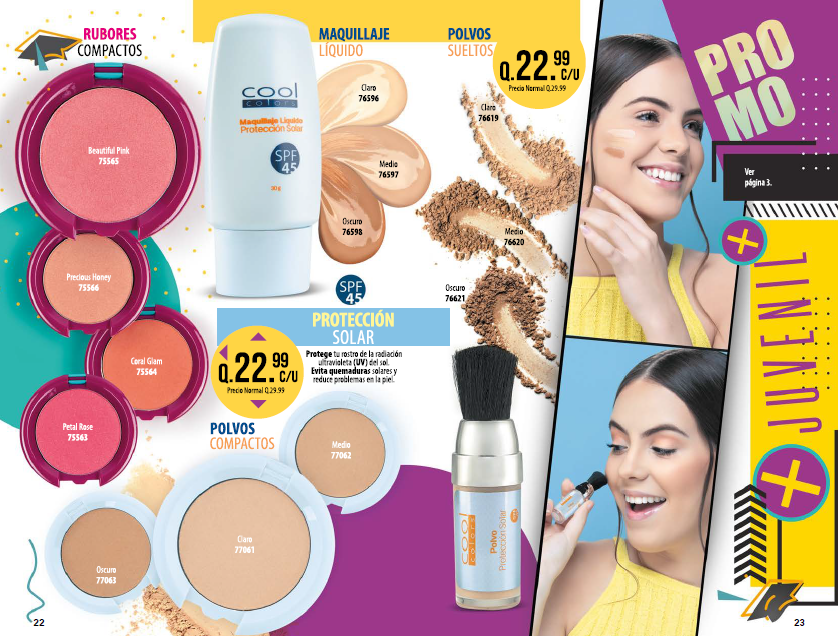 RUBORES
COMPACTOS
Beautiful Pink
75565
Precious Honey
75566
Coral Glam
75564
Petal Rose
75563
MAQUILLAJE
LÍQUIDO
cool
colors
Maquillaje Líquido
Protección Solar
SPF
45
30 g
Claro
76596
Medio
76597
Oscuro
76598
SPF
45
PROTECCIÓN
SOLAR
Protege tu rostro de la radiación
ultravioleta (UV) del sol.
Evita quemaduras solares y
reduce problemas en la piel.
Q.22.99
C/U
Precio Normal Q.29.99
POLVOS
COMPACTOS
Medio
77062
Claro
77061
Oscuro
77063
POLVOS
SUELTOS
Q.22.99
C/U
Precio Normal Q.29.99
Claro
76619
Medio
76620
Oscuro
76621
cool
colors
Polvo
Protección Solar
PRO
MO
Ver
página 3.
JUVENIL
22
23